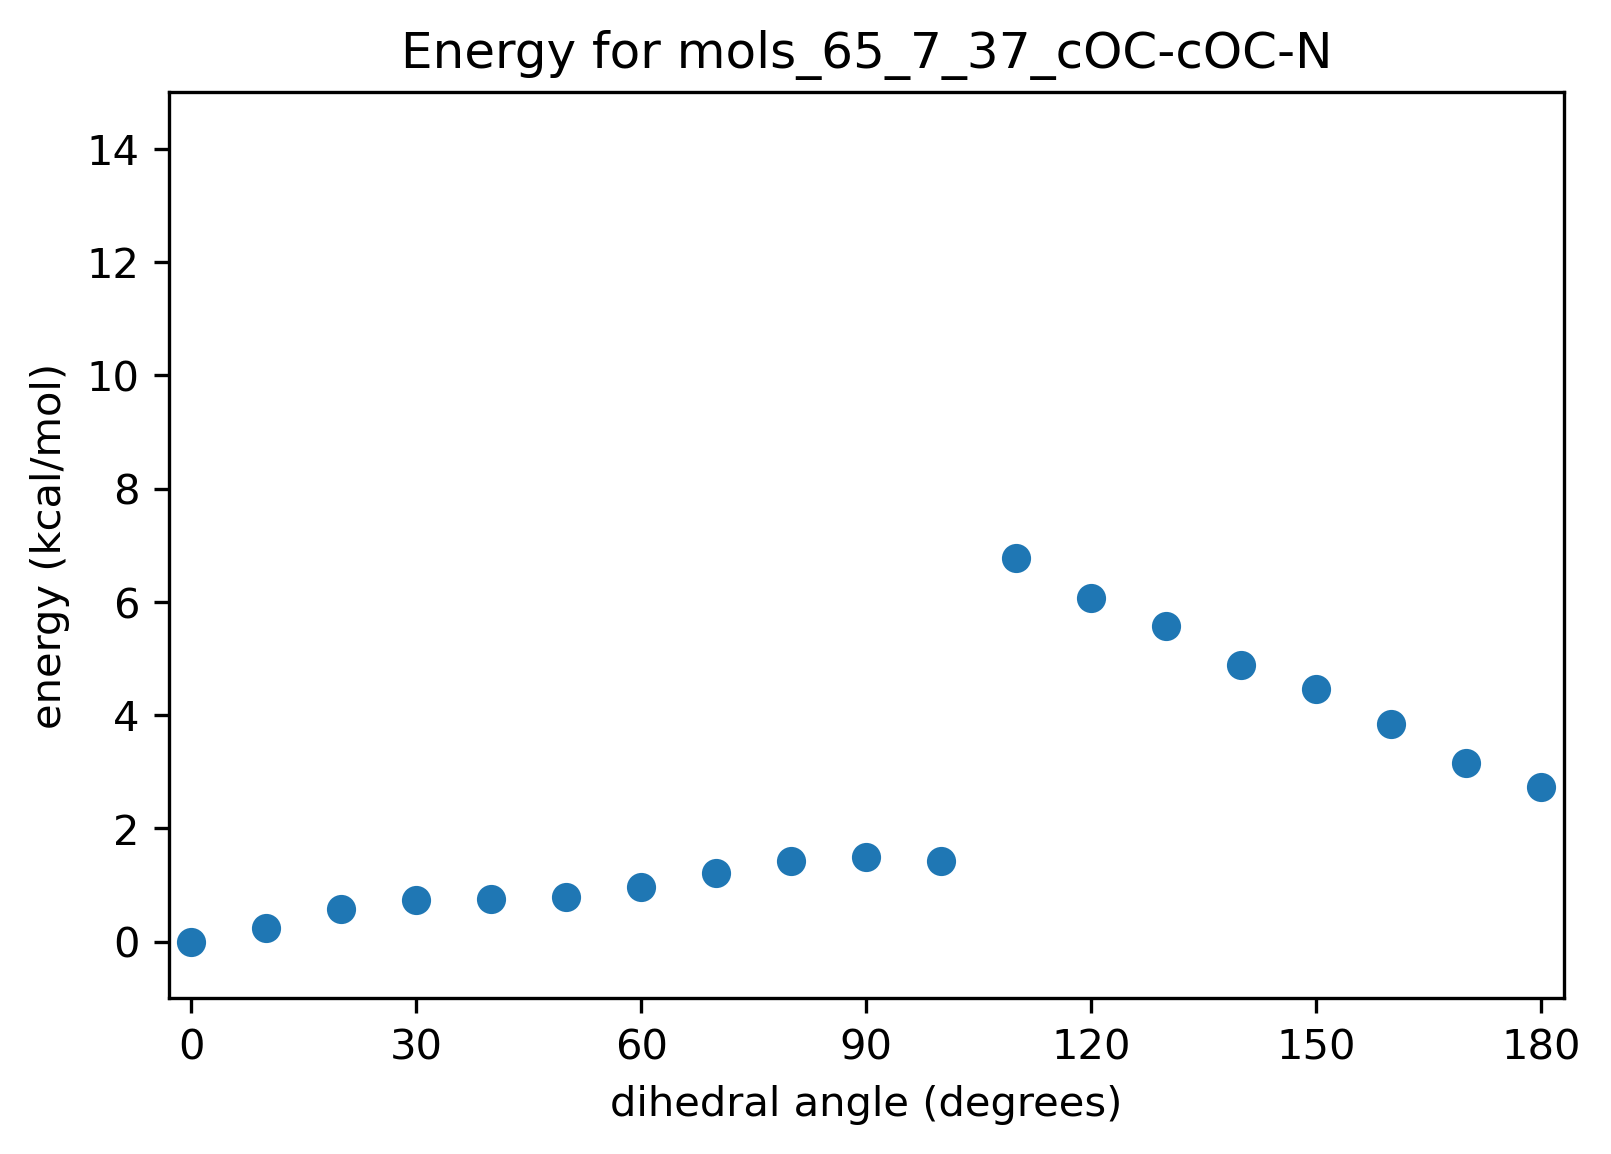 Energy for mols_65_7_37_cOC-cOC-N
energy (kcal/mol)
14
12
10
8
6
4
2
0
0 30 60 90 120 150 180
dihedral angle (degrees)